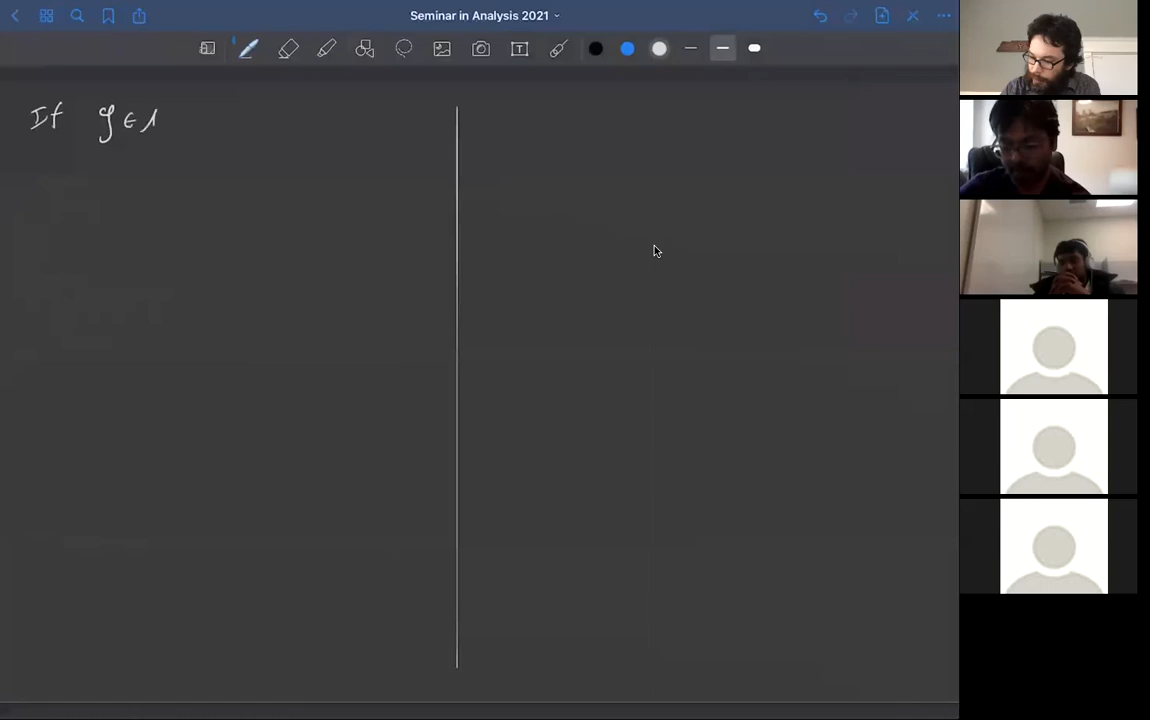 Seminar in Analysis 2021
If φ ∈